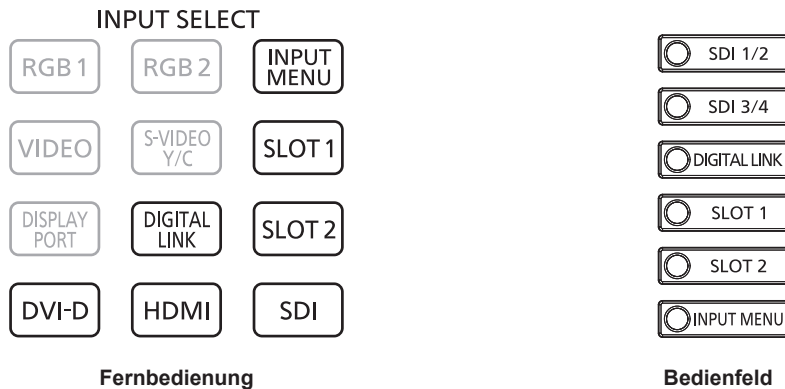 INPUT SELECT
RGB 1
RGB 2
INPUT
MENU
VIDEO
S-VIDEO
Y/C
SLOT 1
DISPLAY
PORT
DIGITAL
LINK
SLOT 2
DVI-D
HDMI
SDI
Fernbedienung
SDI 1/2
SDI 3/4
DIGITAL LINK
SLOT 1
SLOT 2
INPUT MENU
Bedienfeld